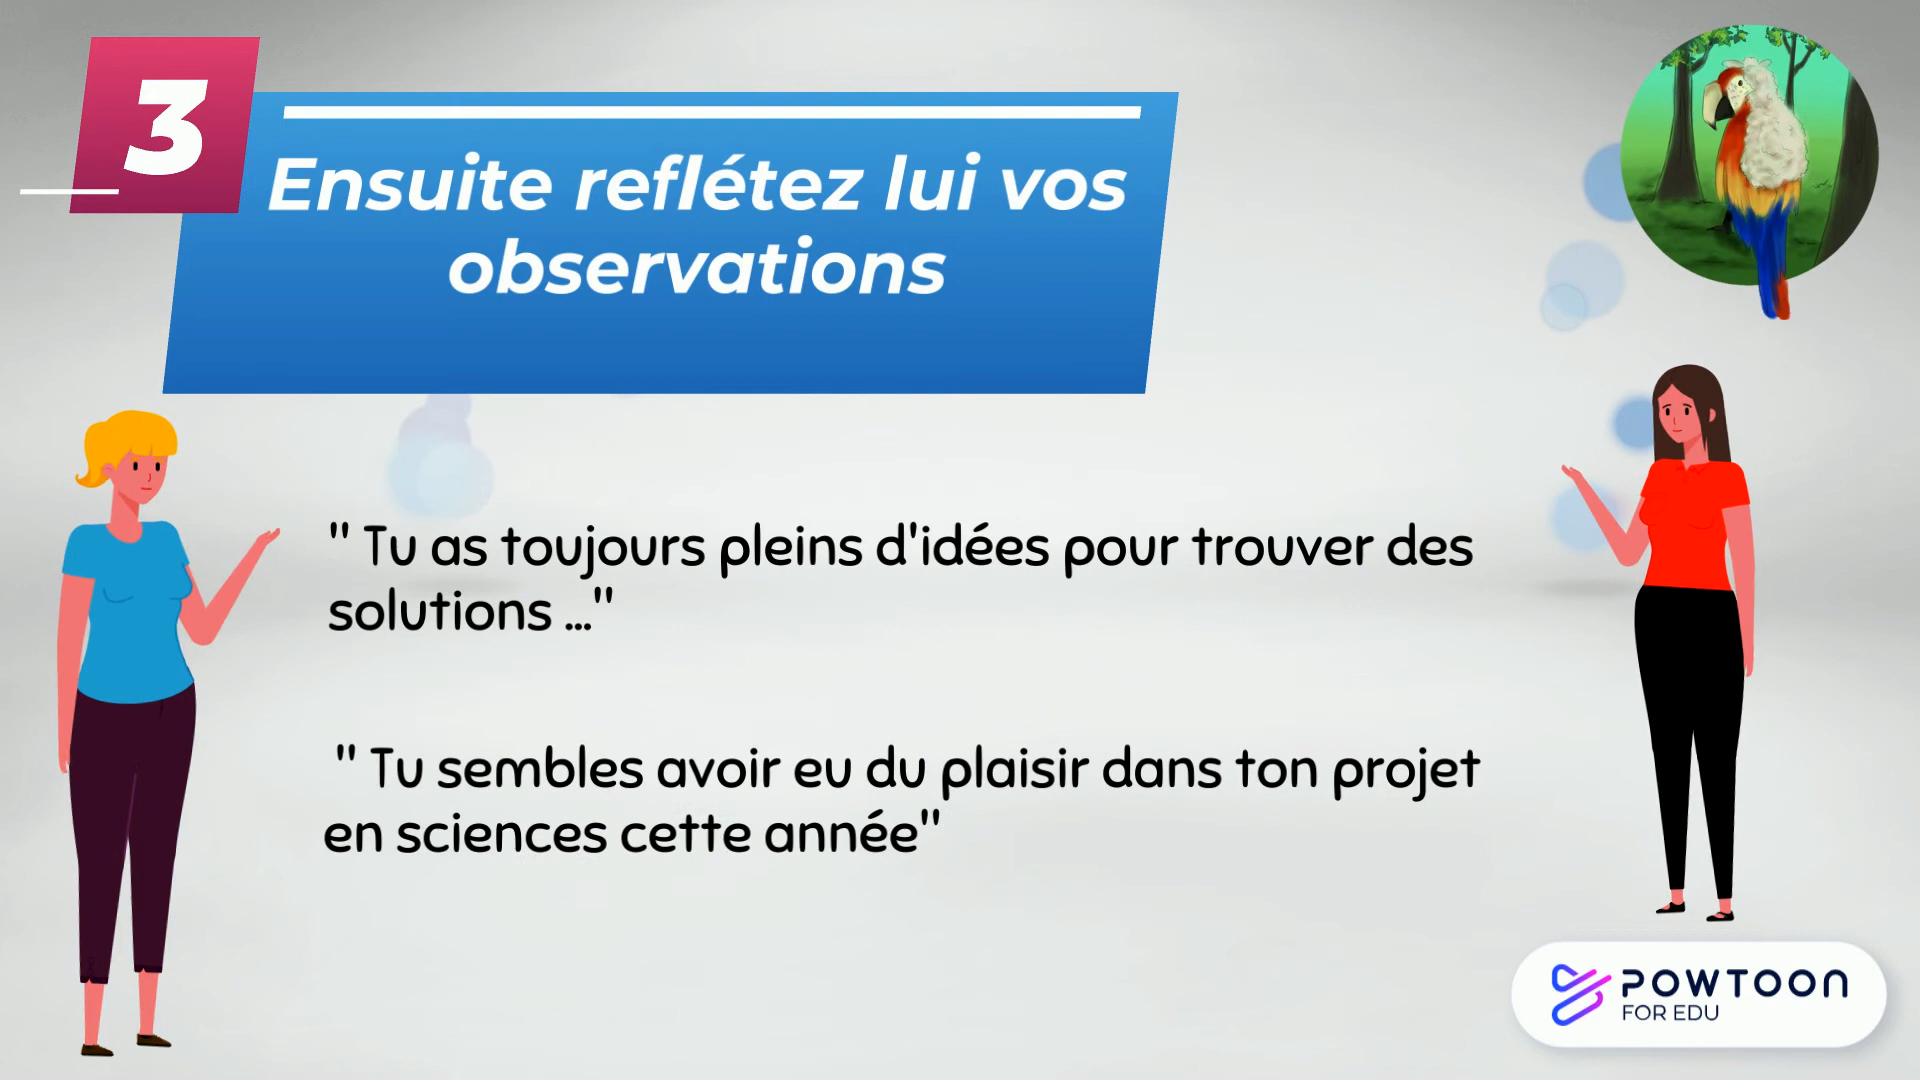 3
Ensuite reflétez lui vos
observations
" Tu as toujours pleins d'idées pour trouver des
solutions ..."
" Tu sembles avoir eu du plaisir dans ton projet
en sciences cette année"
POWTOON
FOR EDU